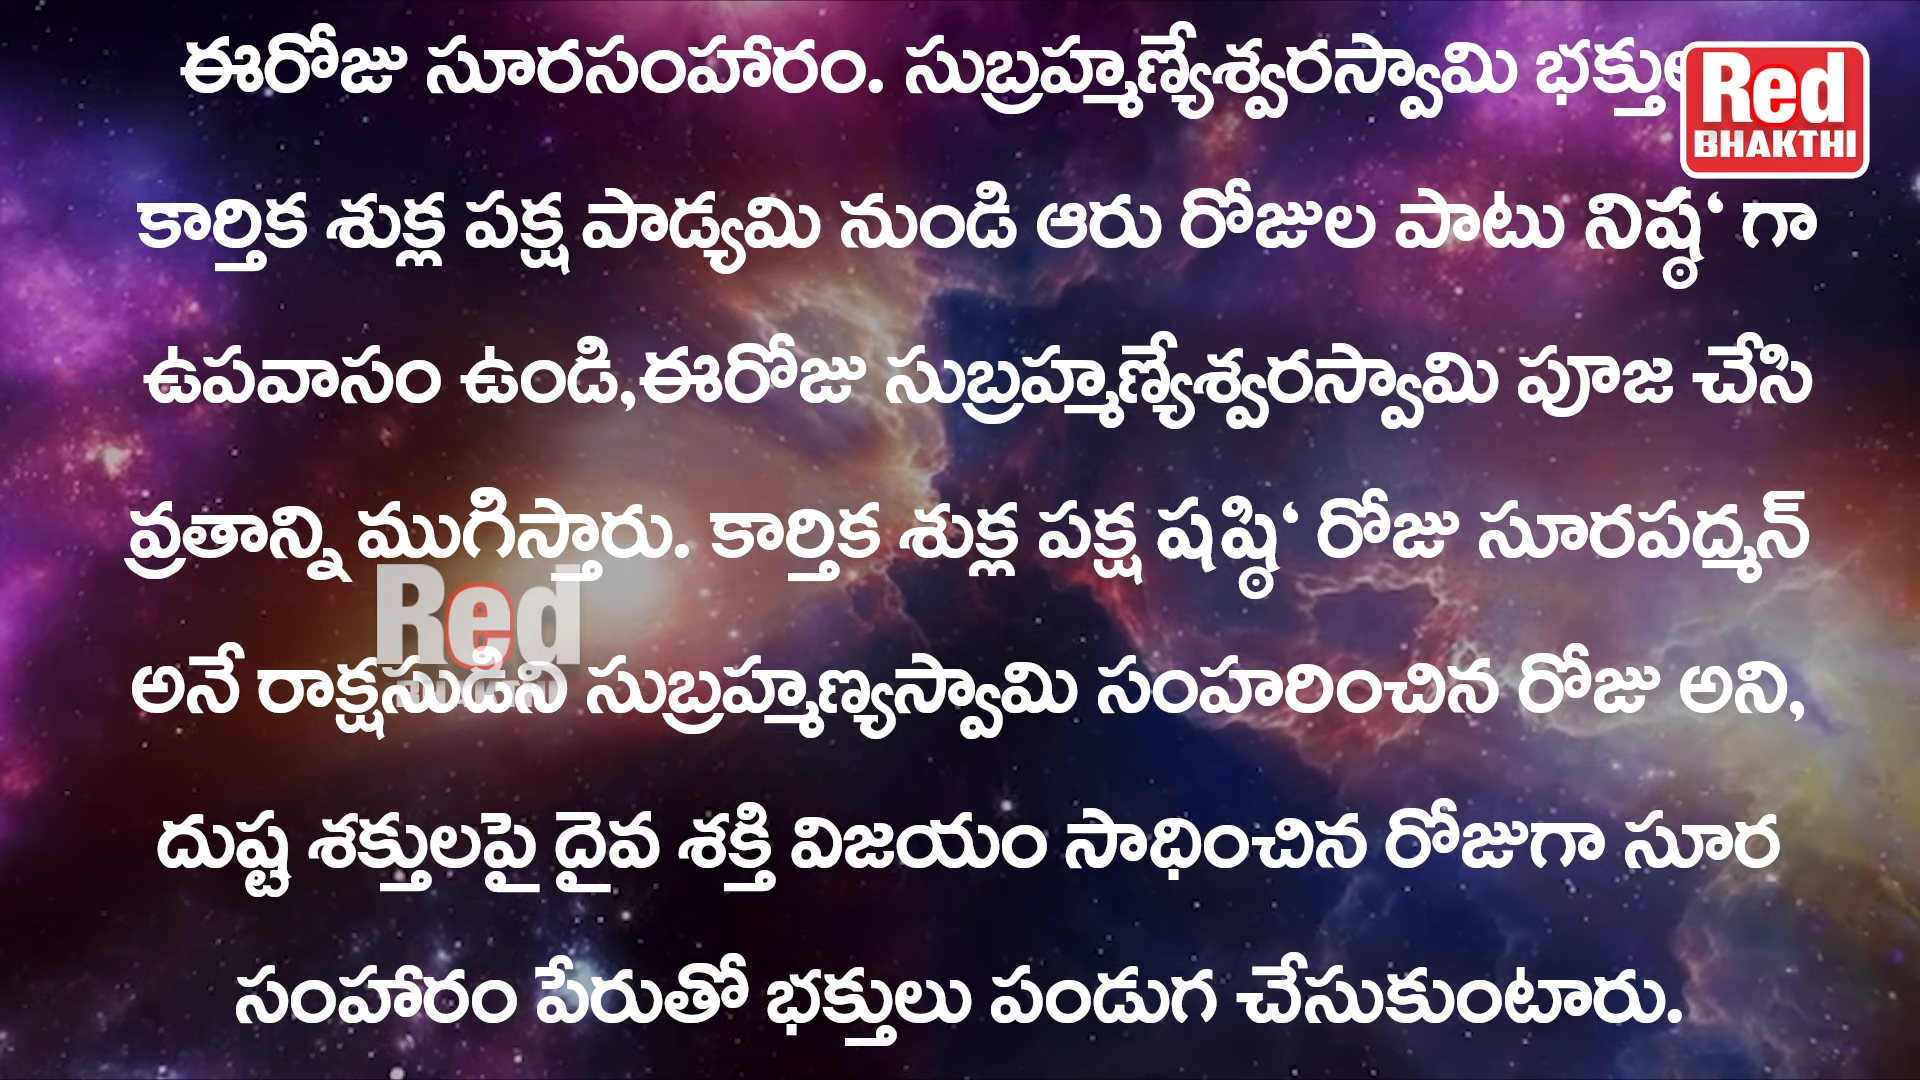 ఈరోజు సూరసంహారం. సుబ్రహ్మణ్యేశ్వరస్వామి
Red
BHAKTHI
కార్తిక శుక్ల పక్ష పాడ్యమి నుండి ఆరు రోజుల పాటు నిష్ఠ‘ గా
ఉపవాసం ఉండి,ఈరోజు సుబ్రహ్మణ్యేశ్వరస్వామి పూజ చేసి
వ్రతాన్ని ముగిస్తారు. కార్తిక శుక్ల పక్ష షష్ఠి‘ రోజు సూరపద్మన్
Red
అనే రాక్షసుడిని సుబ్రహ్మణ్యస్వామి సంహరించిన రోజు అని,
దుష్ట శక్తులపై దైవ శక్తి విజయం సాధించిన రోజుగా సూర
సంహారం పేరుతో భక్తులు పండుగ చేసుకుంటారు.